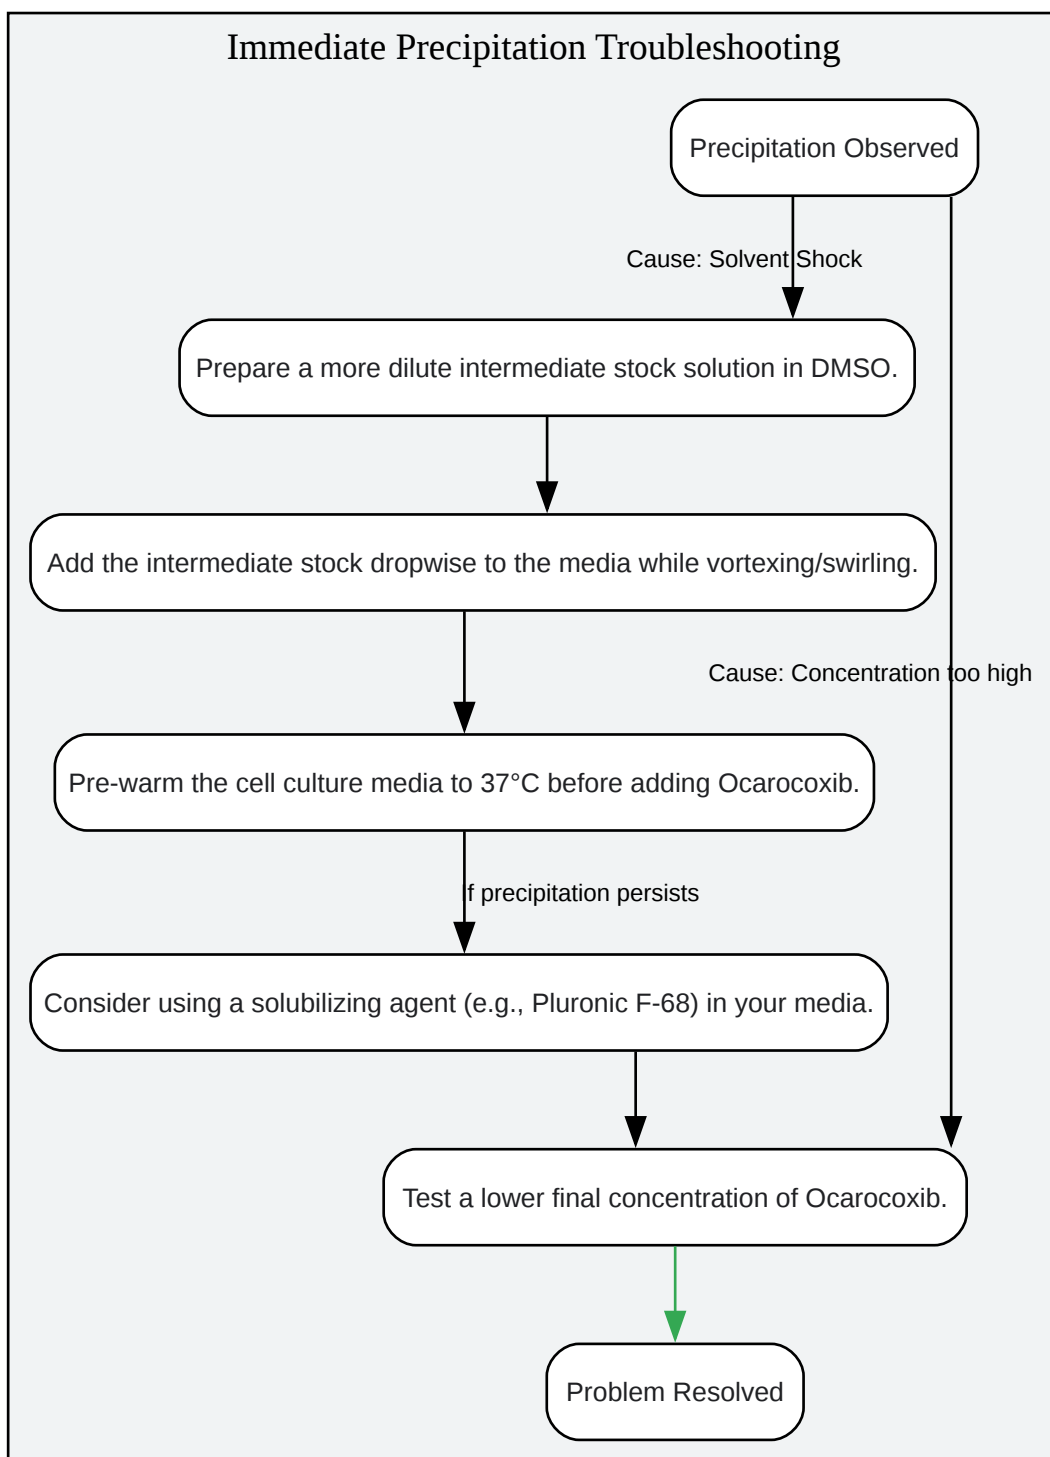 Immediate Precipitation Troubleshooting
Precipitation Observed
Cause: Solvent Shock
Prepare a more dilute intermediate stock solution in DMSO.
Add the intermediate stock dropwise to the media while vortexing/swirling.
Cause: Concentration too high
Pre-warm the cell culture media to 37°C before adding Ocarocoxib.
If precipitation persists
Consider using a solubilizing agent (e.g., Pluronic F-68) in your media.
Test a lower final concentration of Ocarocoxib.
Problem Resolved